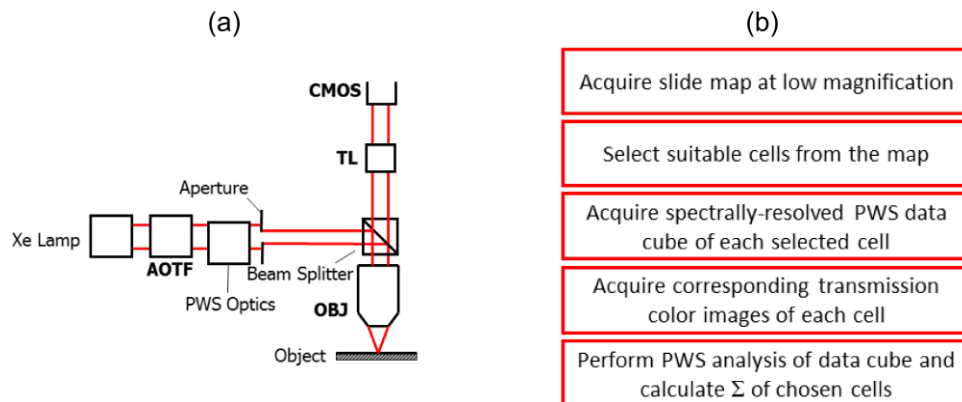 (a)
CMOS
TL
Aperture
Xe Lamp
AOTF
PWS Optics
Beam Splitter
OBJ
Object
(b)
Acquire slide map at low magnification
Select suitable cells from the map
Acquire spectrally-resolved PWS data
cube of each selected cell
Acquire corresponding transmission
color images of each cell
Perform PWS analysis of data cube and
calculate Σ of chosen cells